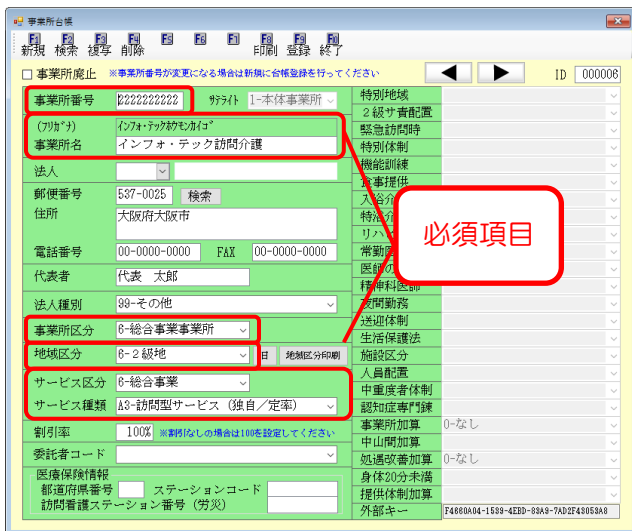 事業所台帳
F1 F2 F3 F4 F5 F6 F7 F8 F9 F10
新規 検索 複写 削除 印刷 登録 終了
事業所廃止 ※事業所番号が変更になる場合は新規に台帳登録を行ってください ID 000006
事業所番号 2222222222 ｻﾃﾗｲﾄ 1-本体事業所
(ﾌﾘｶﾞﾅ) ｲﾝﾌｫ･ﾃｯｸﾎｳﾓﾝｶｲｺﾞ
事業所名 インフォ・テック訪問介護
法人
郵便番号 537-0025 検索
住所 大阪府大阪市
電話番号 00-0000-0000 FAX 00-0000-0000
代表者 代表 太郎
法人種別 99-その他
事業所区分 6-総合事業事業所
地域区分 6-２級地 日 地域区分印刷
サービス区分 6-総合事業
サービス種類 A3-訪問型サービス（独自／定率）
割引率 100% ※割引なしの場合は100を設定してください
委託者コード
医療保険情報
都道府県番号 ステーションコード
訪問看護ステーション番号（労災）
特別地域
２級サ責配置
緊急訪問時
特別体制
機能訓練
食事提供
入浴介
特浴介
リハ
常勤医
医師の
精神科医師
夜間勤務
送迎体制
生活保護法
施設区分
人員配置
中重度者体制
認知症専門棟
事業所加算 0-なし
中山間加算
処遇改善加算 0-なし
身体20分未満
提供体制加算
外部キー F4660A04-1539-4EBD-83A9-7AD2F43053A8
必須項目